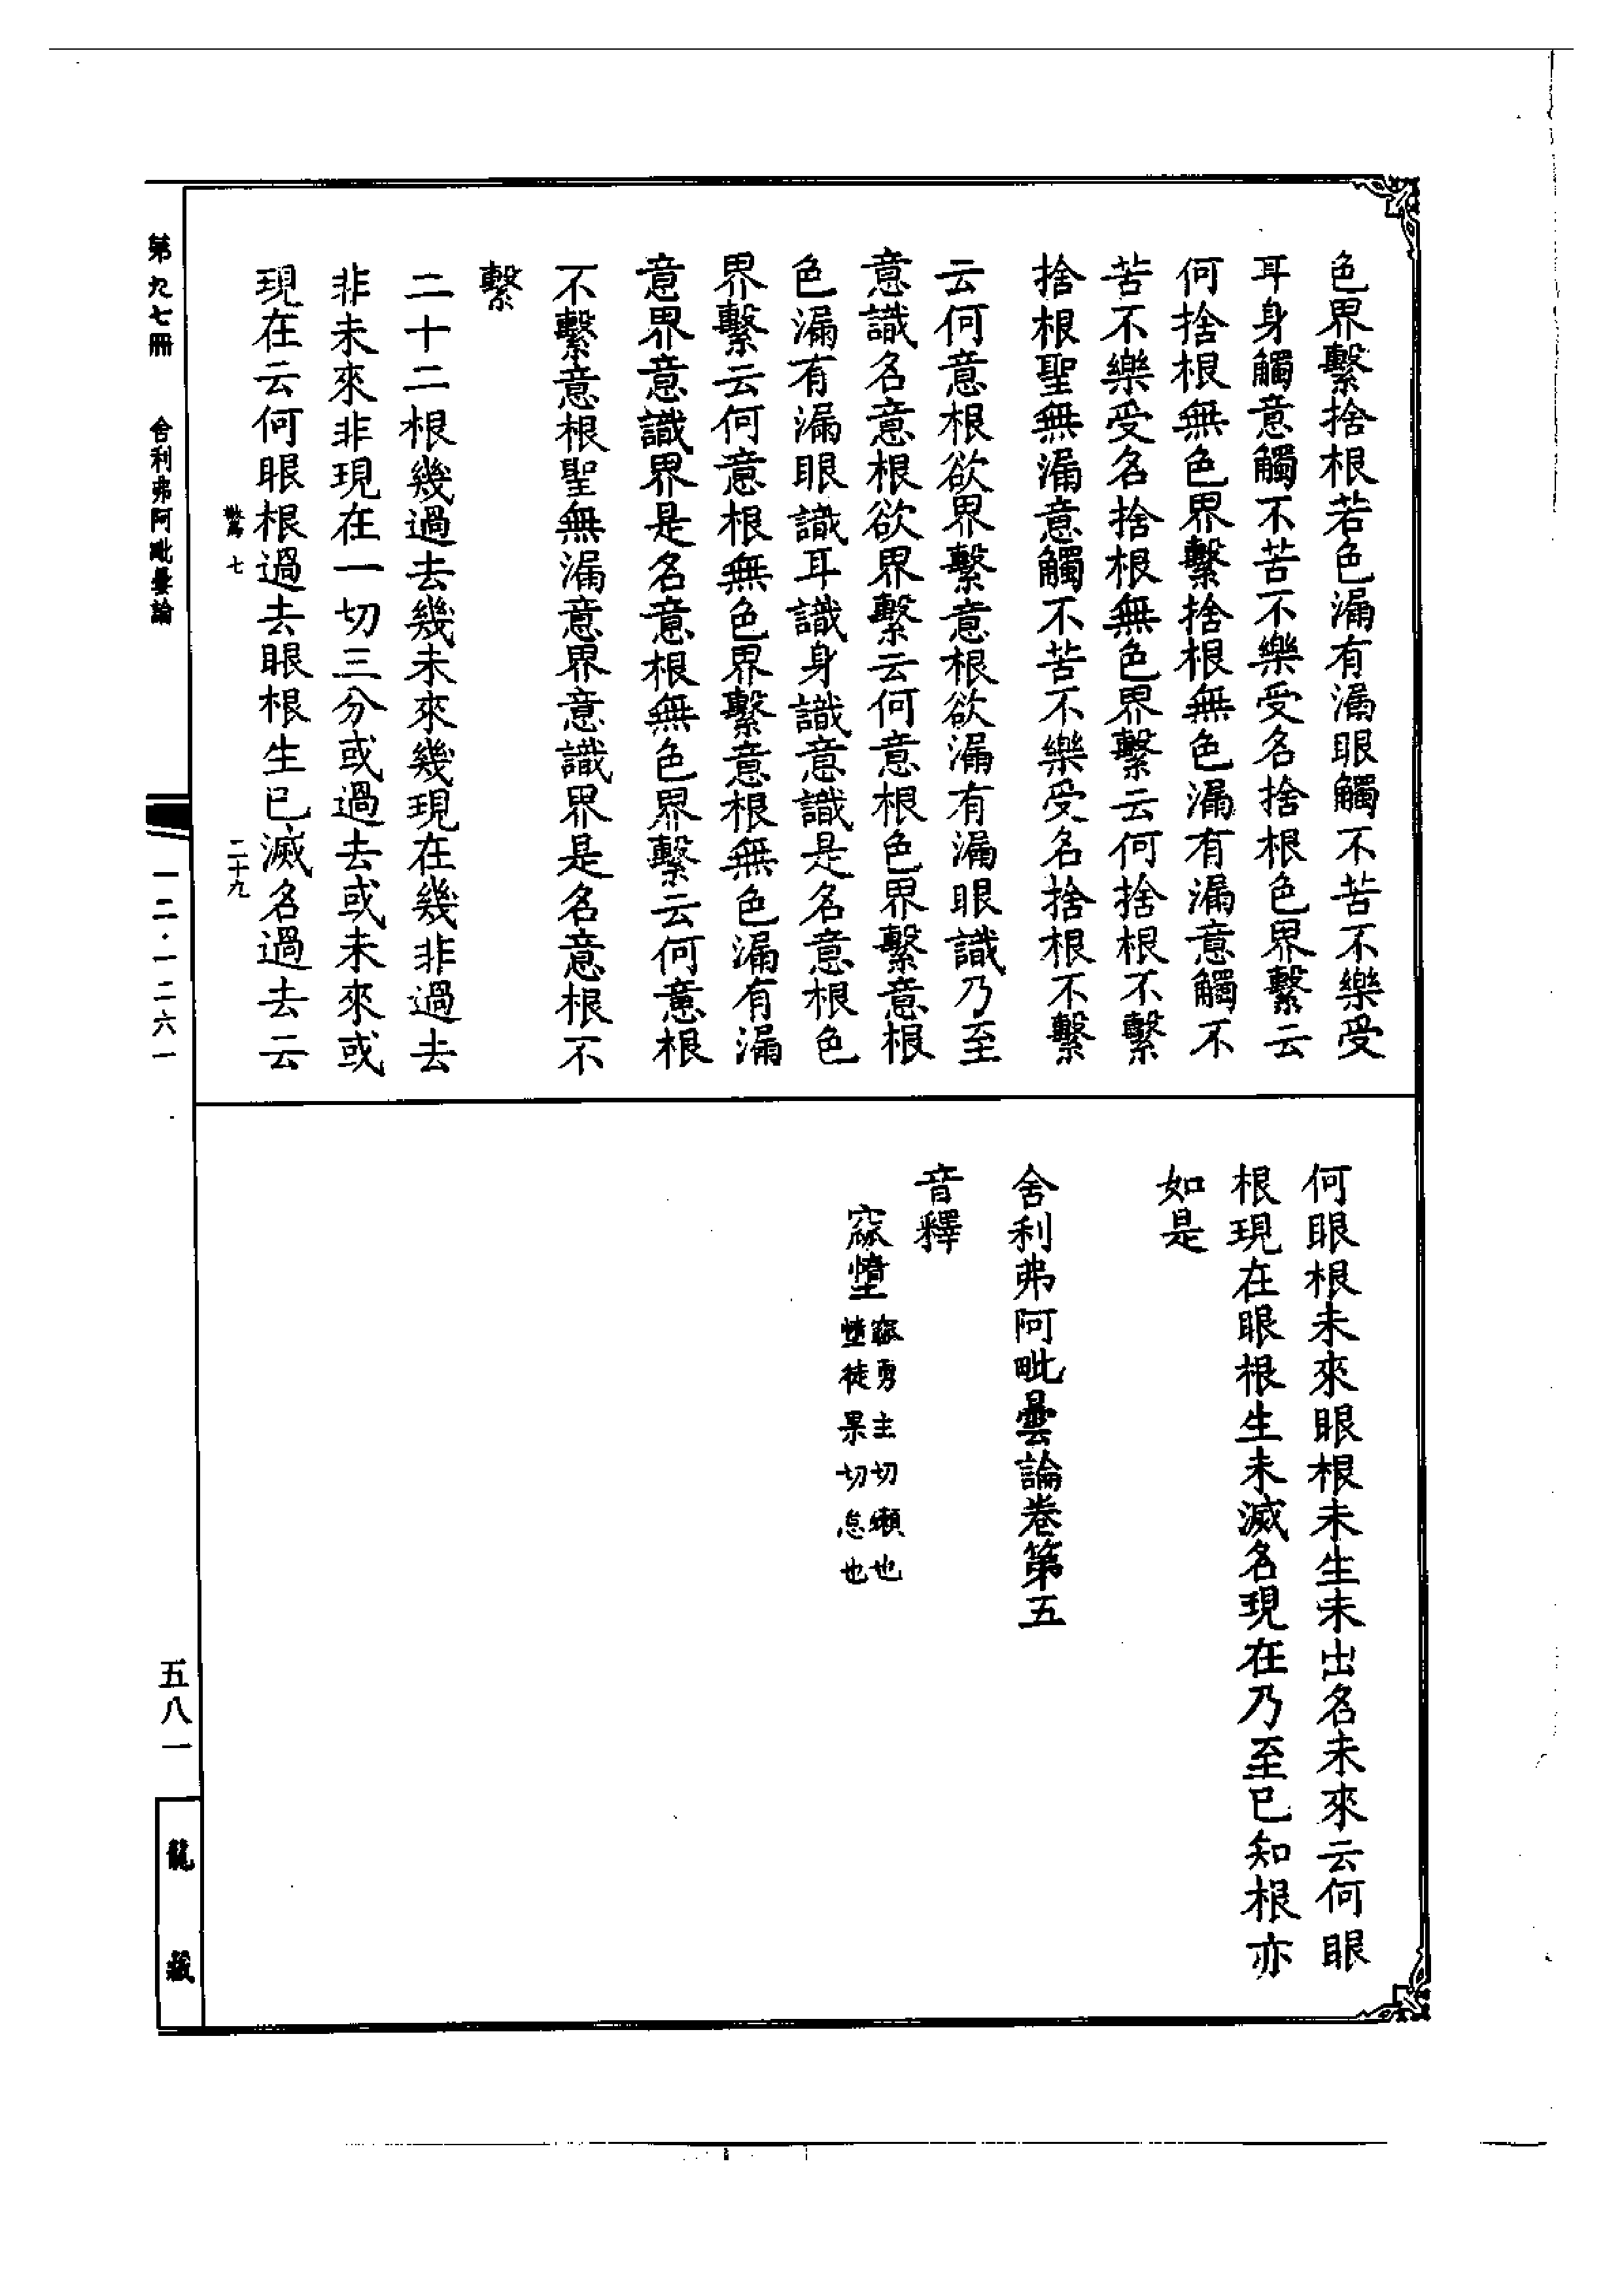 色界繫捨根若色漏有漏眼觸不苦不樂受
耳身觸意觸不苦不樂受名捨根色界繫云
何捨根無色界繫捨根無色漏有漏意觸不
苦不樂受名捨根無色界繫云何捨根不繫
捨根聖無漏意觸不苦不樂受名捨根不繫
云何意根欲界繫意根欲漏有漏眼識乃至
意識名意根欲界繫云何意根色界繫意根
色漏有漏眼識耳識身識意識是名意根色
界繫云何意根無色界繫意根無色漏有漏
意界意識界是名意根無色界繫云何意根
不繫意根聖無漏意界意識界是名意根不
繫
二十二根幾過去幾未來幾現在幾非過去
非未來非現在一切三分或過去或未來或
現在云何眼根過去眼根生已滅名過去云
七
二十九
何眼根未來眼根未生未出名未來云何眼
根現在眼根生未滅名現在乃至已知根亦
如是
舍利弗阿毗曇論卷第五
音釋
窳憜
窳勇主切嬾也
憜徒果切怠也
第九七冊
舍利弗阿毗曇論
一二·一二六一
五八一
龍藏